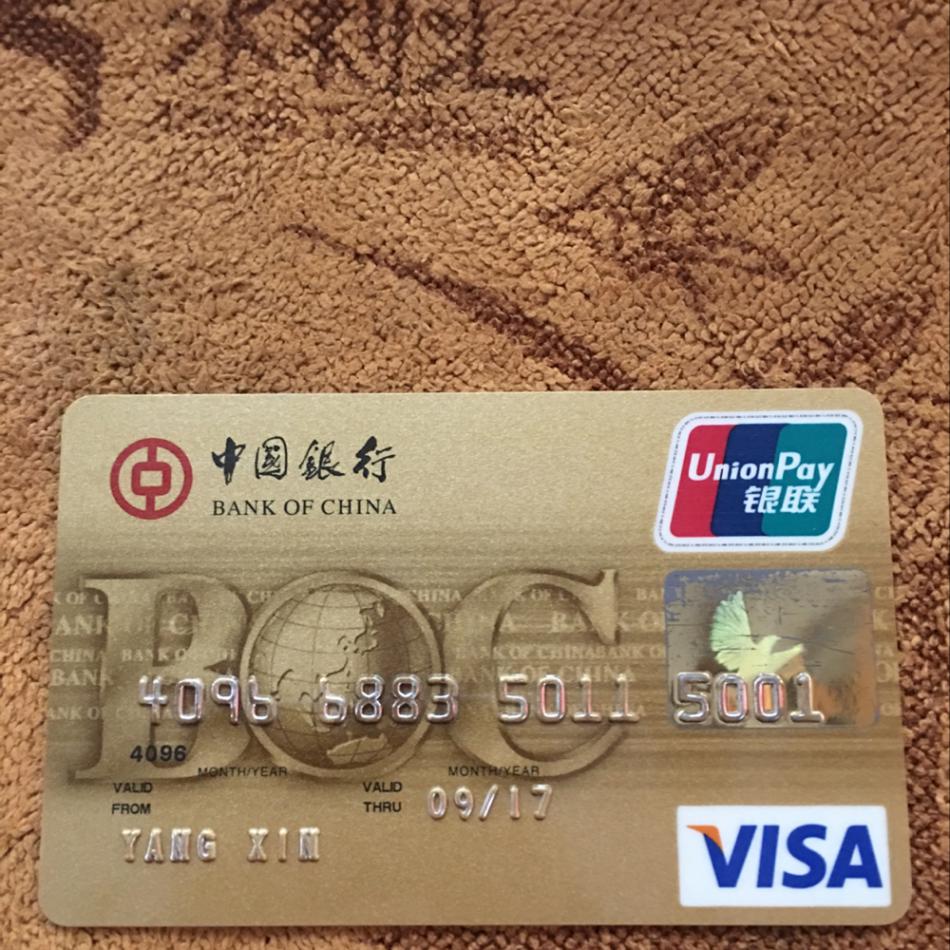 中国銀行
BANK OF CHINA
UnionPay
银联
BOC
4096 6883 5011 5001
4096
MONTH/YEAR MONTH/YEAR
VALID FROM VALID THRU 09/17
YANG XIN
VISA